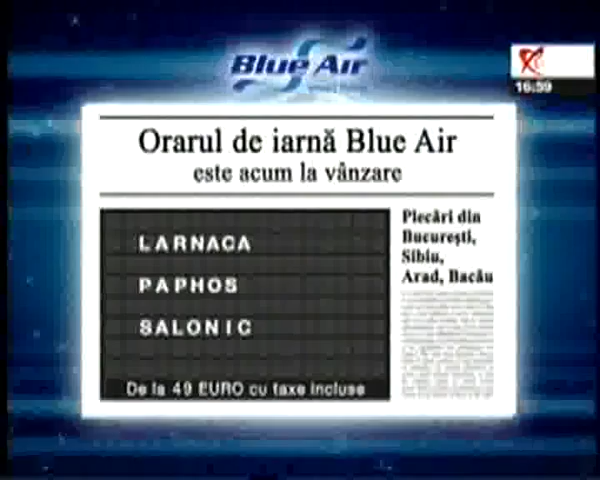 Blue Air
16:59
Orarul de iarnă Blue Air
este acum la vânzare
Plecări din
București,
Sibiu,
Arad, Bacău
LARNACA
PAPHOS
SALONIC
De la 49 EURO cu taxe incluse